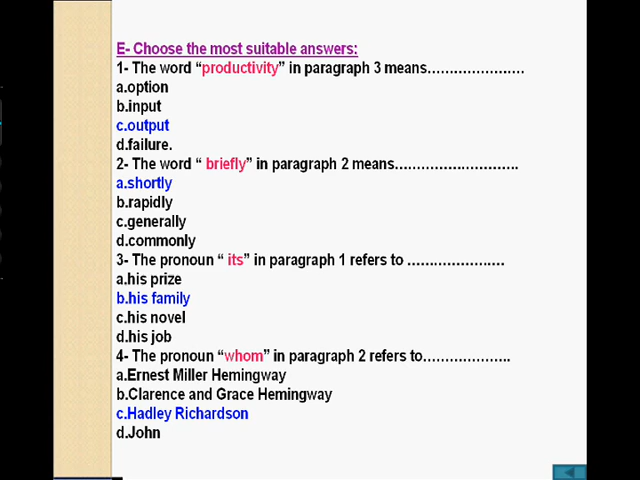 E- Choose the most suitable answers:
1- The word “productivity” in paragraph 3 means……………………
a.option
b.input
c.output
d.failure.
2- The word “ briefly” in paragraph 2 means…………………………….
a.shortly
b.rapidly
c.generally
d.commonly
3- The pronoun “ its” in paragraph 1 refers to ………………………
a.his prize
b.his family
c.his novel
d.his job
4- The pronoun “whom” in paragraph 2 refers to…………………..
a.Ernest Miller Hemingway
b.Clarence and Grace Hemingway
c.Hadley Richardson
d.John